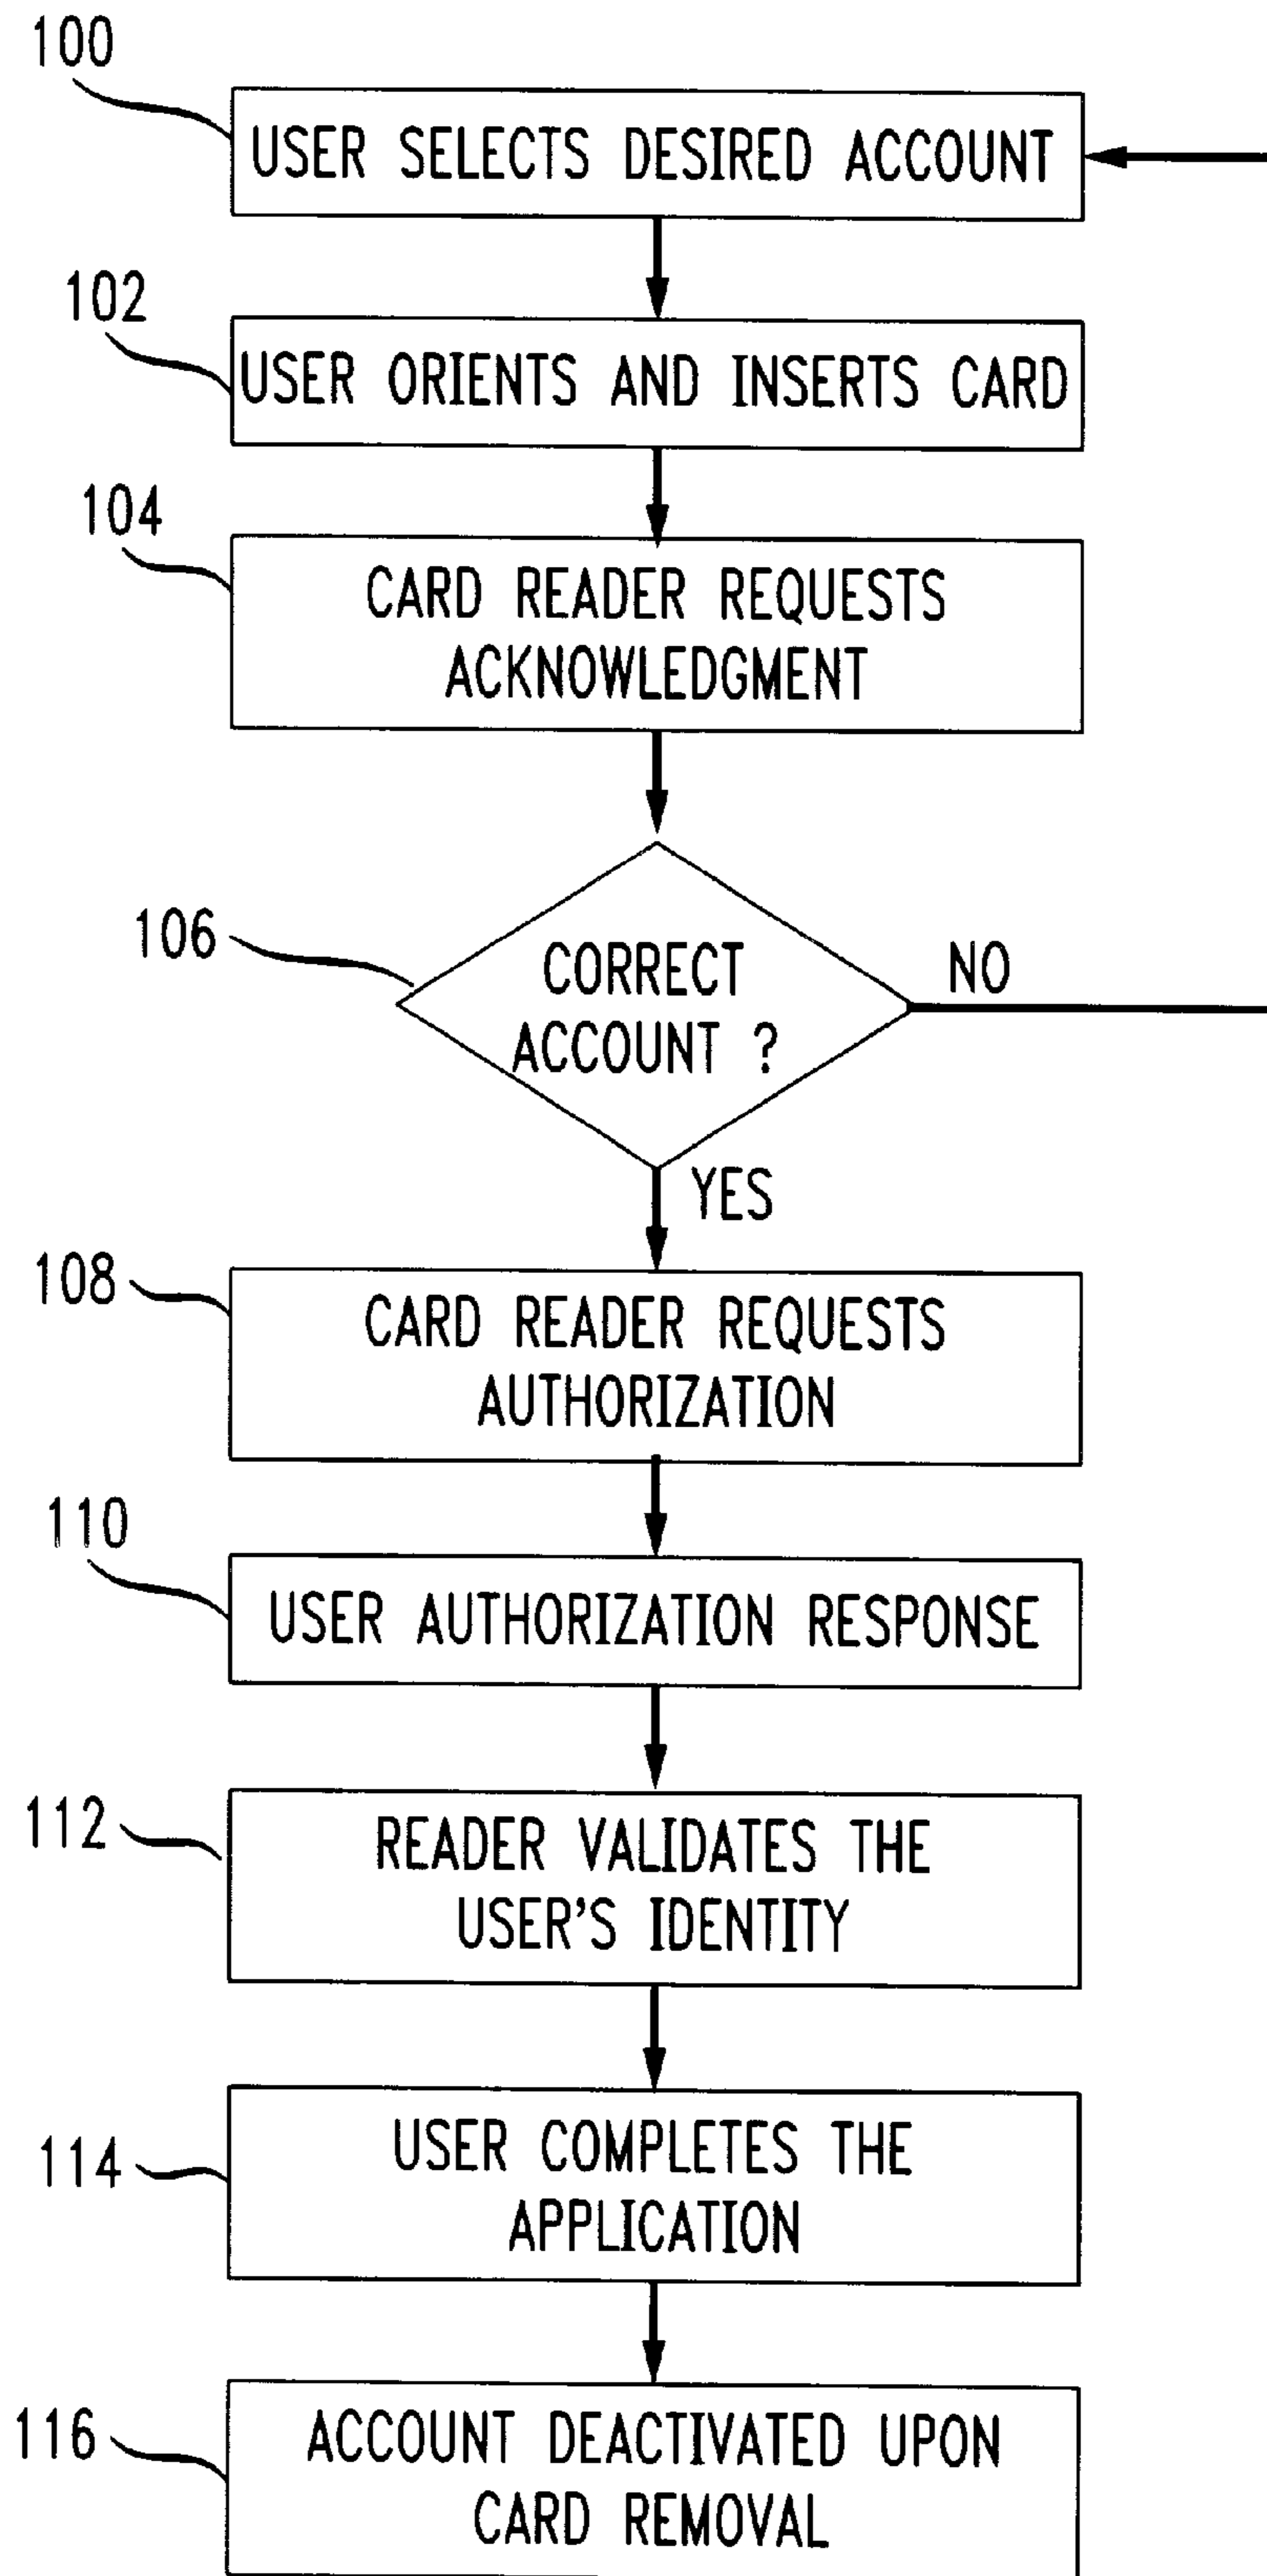 100
USER SELECTS DESIRED ACCOUNT
102
USER ORIENTS AND INSERTS CARD
104
CARD READER REQUESTS
ACKNOWLEDGMENT
106
CORRECT
ACCOUNT ?
NO
YES
108
CARD READER REQUESTS
AUTHORIZATION
110
USER AUTHORIZATION RESPONSE
112
READER VALIDATES THE
USER'S IDENTITY
114
USER COMPLETES THE
APPLICATION
116
ACCOUNT DEACTIVATED UPON
CARD REMOVAL